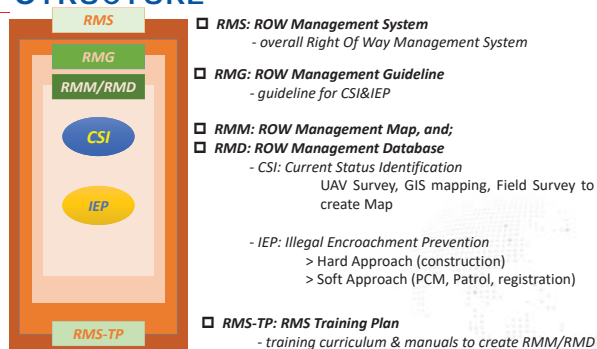 STRUCTURE
RMS
RMG
RMM/RMD
CSI
IEP
RMS-TP
RMS: ROW Management System
- overall Right Of Way Management System
RMG: ROW Management Guideline
- guideline for CSI&IEP
RMM: ROW Management Map, and;
RMD: ROW Management Database
- CSI: Current Status Identification
UAV Survey, GIS mapping, Field Survey to
create Map
- IEP: Illegal Encroachment Prevention
> Hard Approach (construction)
> Soft Approach (PCM, Patrol, registration)
RMS-TP: RMS Training Plan
- training curriculum & manuals to create RMM/RMD